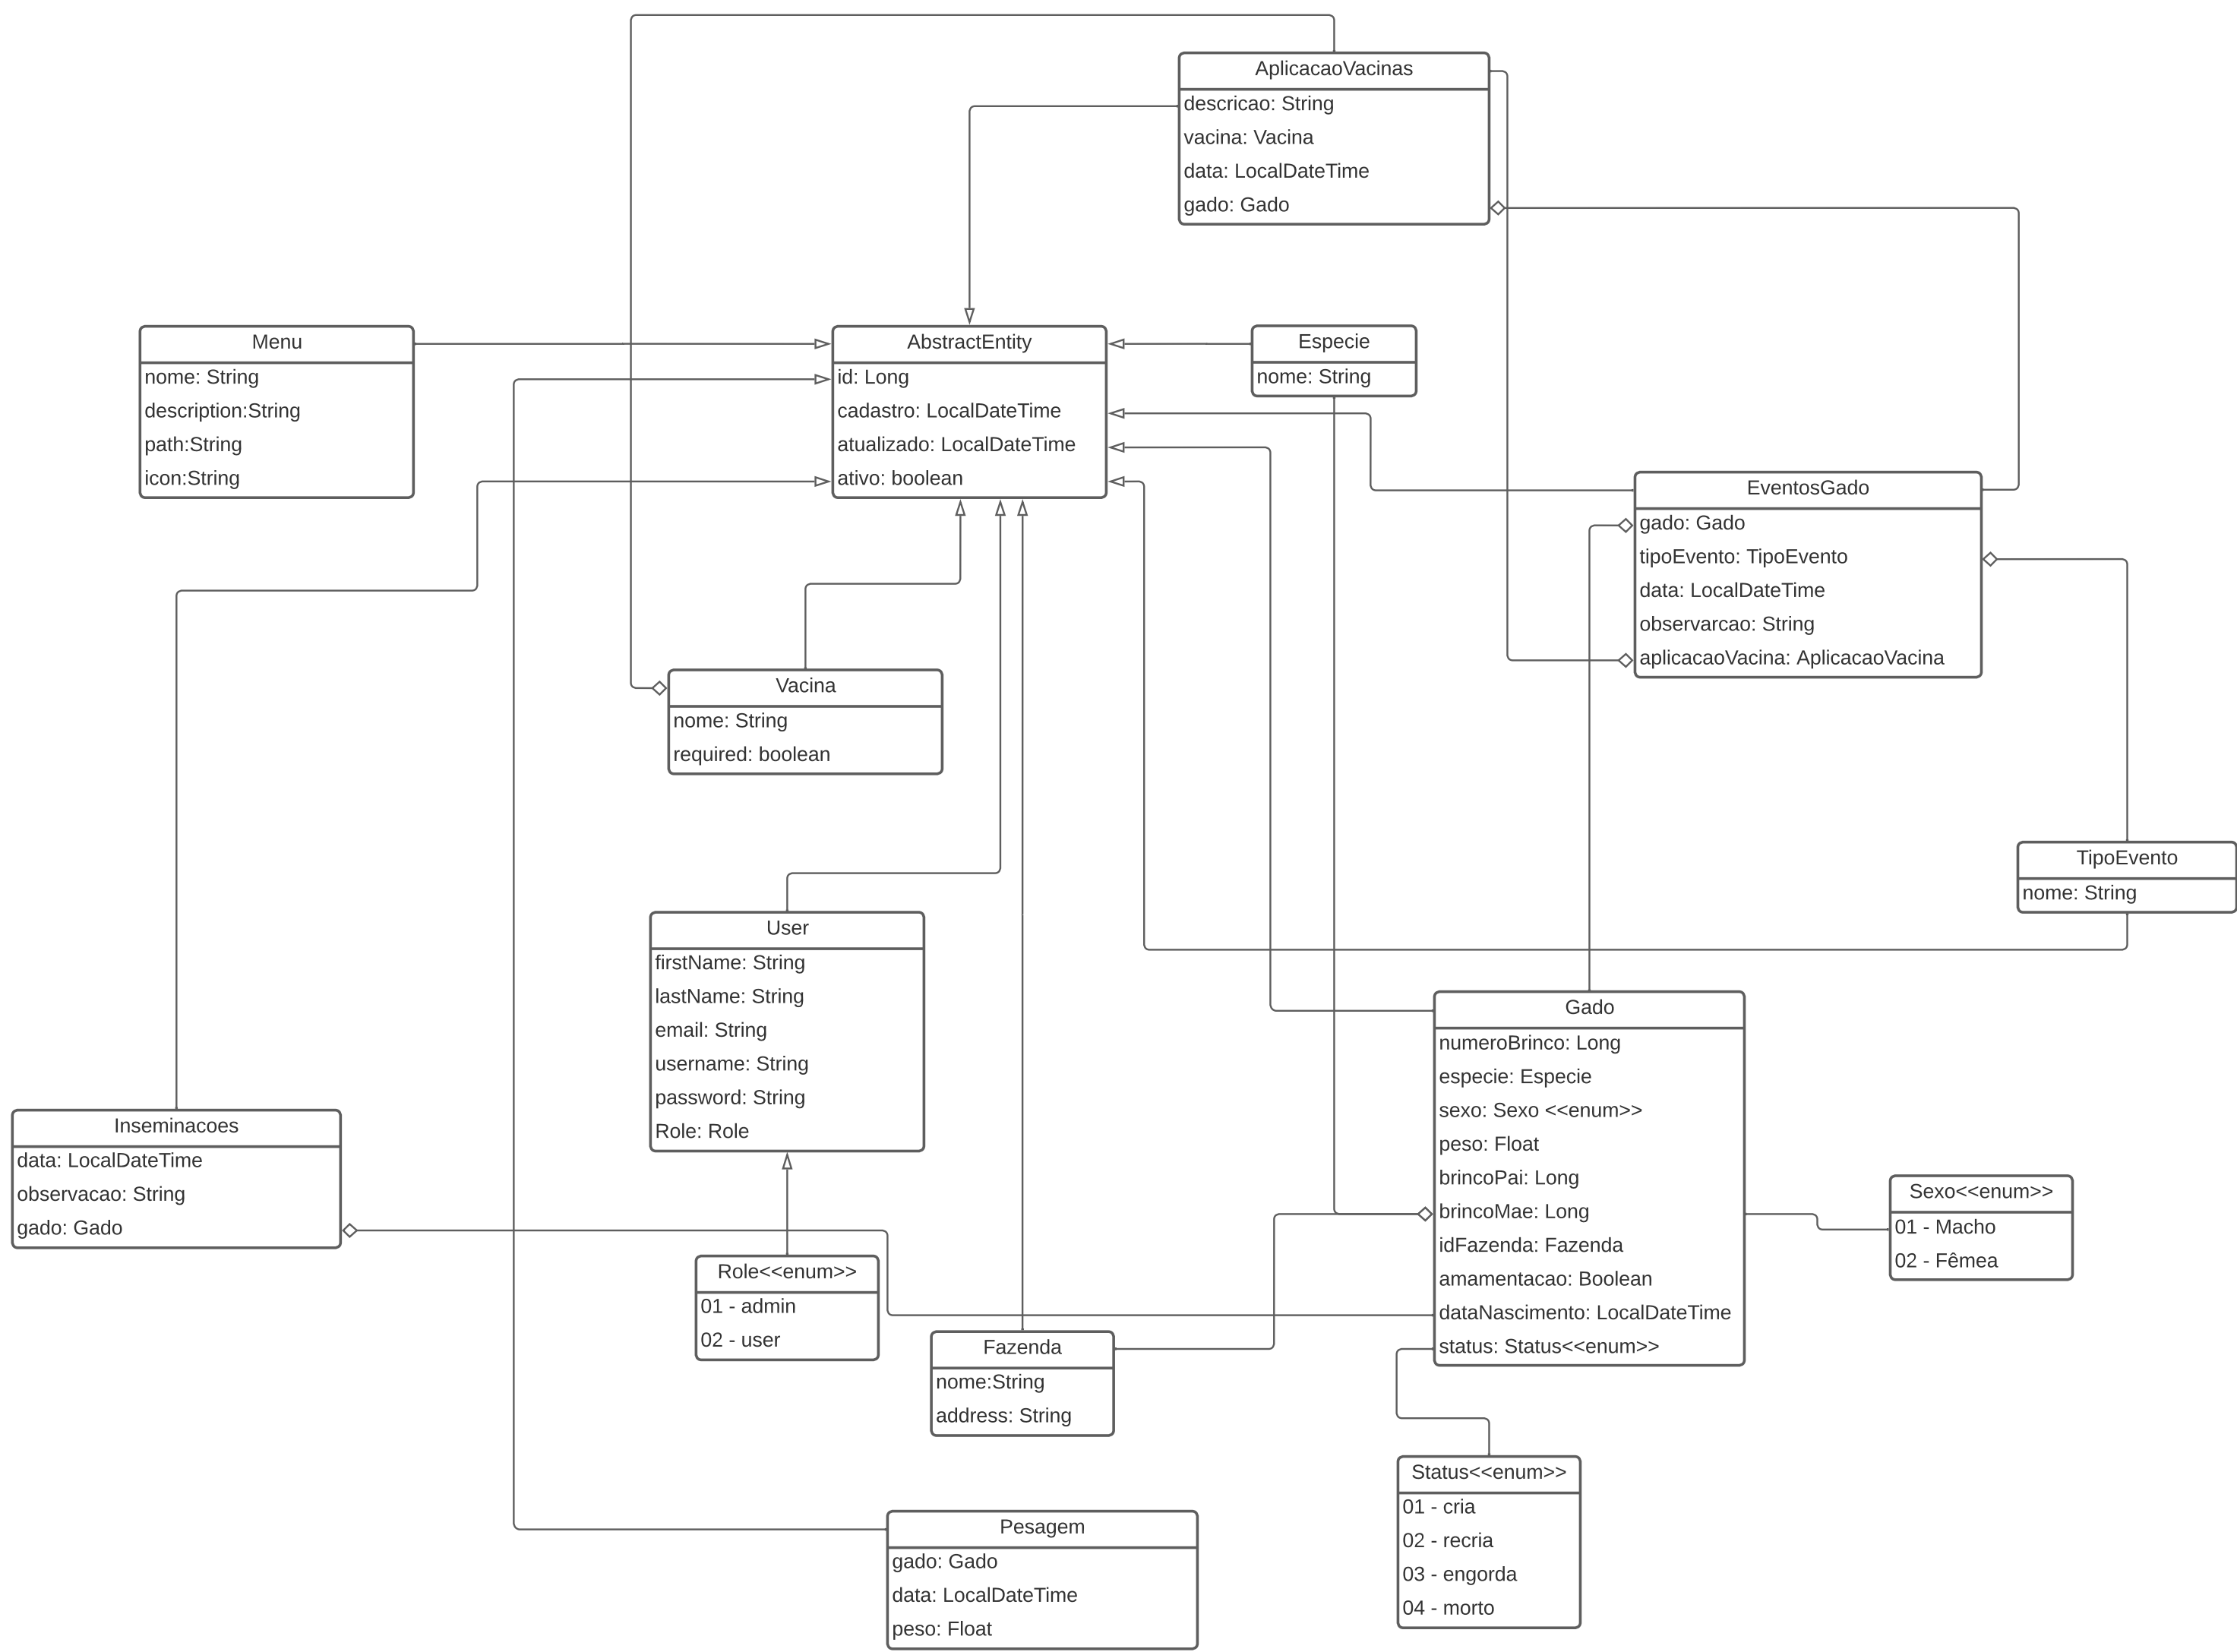 AplicacaoVacinas
descricao: String
vacina: Vacina
data: LocalDateTime
gado: Gado
Menu
nome: String
description:String
path:String
icon:String
AbstractEntity
id: Long
cadastro: LocalDateTime
atualizado: LocalDateTime
ativo: boolean
Especie
nome: String
EventosGado
gado: Gado
tipoEvento: TipoEvento
data: LocalDateTime
observarcao: String
aplicacaoVacina: AplicacaoVacina
Vacina
nome: String
required: boolean
TipoEvento
nome: String
User
firstName: String
lastName: String
email: String
username: String
password: String
Role: Role
Gado
numeroBrinco: Long
especie: Especie
sexo: Sexo <<enum>>
peso: Float
brincoPai: Long
brincoMae: Long
idFazenda: Fazenda
amamentacao: Boolean
dataNascimento: LocalDateTime
status: Status<<enum>>
Inseminacoes
data: LocalDateTime
observacao: String
gado: Gado
Sexo<<enum>>
01 - Macho
02 - Fêmea
Role<<enum>>
01 - admin
02 - user
Fazenda
nome:String
address: String
Status<<enum>>
01 - cria
02 - recria
03 - engorda
04 - morto
Pesagem
gado: Gado
data: LocalDateTime
peso: Float